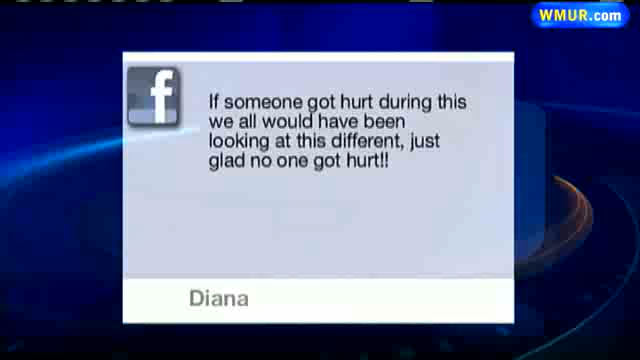 WMUR.com
f
If someone got hurt during this
we all would have been
looking at this different, just
glad no one got hurt!!
Diana